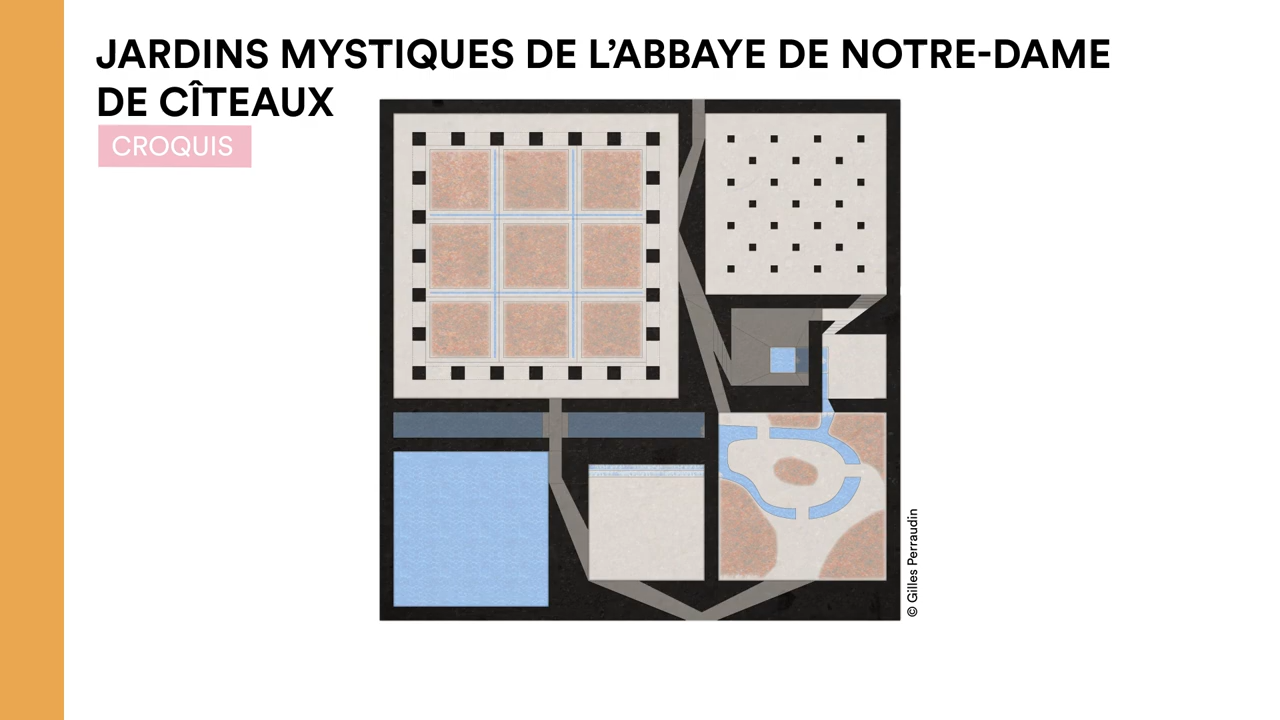 JARDINS MYSTIQUES DE L’ABBAYE DE NOTRE-DAME
DE CÎTEAUX
CROQUIS
© Gilles Perraudin